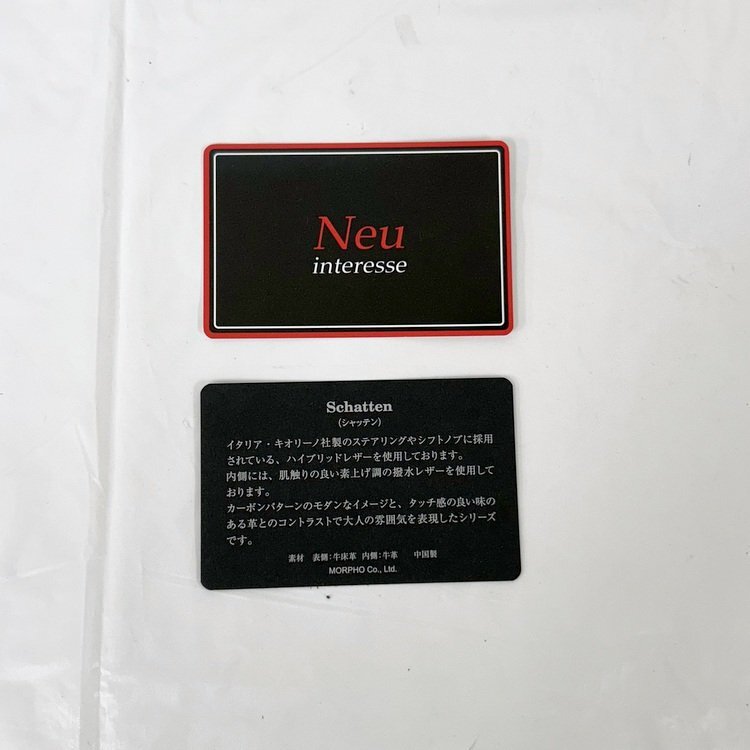 Neu
interesse
Schatten
(シャッテン)
イタリア・キオリーノ社製のステアリングやシフトノブに採用
されている、ハイブリッドレザーを使用しております。
内側には、肌触りの良い素上げ調の撥水レザーを使用して
おります。
カーボンパターンのモダンなイメージと、タッチ感の良い味の
ある革とのコントラストで大人の雰囲気を表現したシリーズ
です。
素材 表側：牛床革 内側：牛革 中国製
MORPHO Co., Ltd.